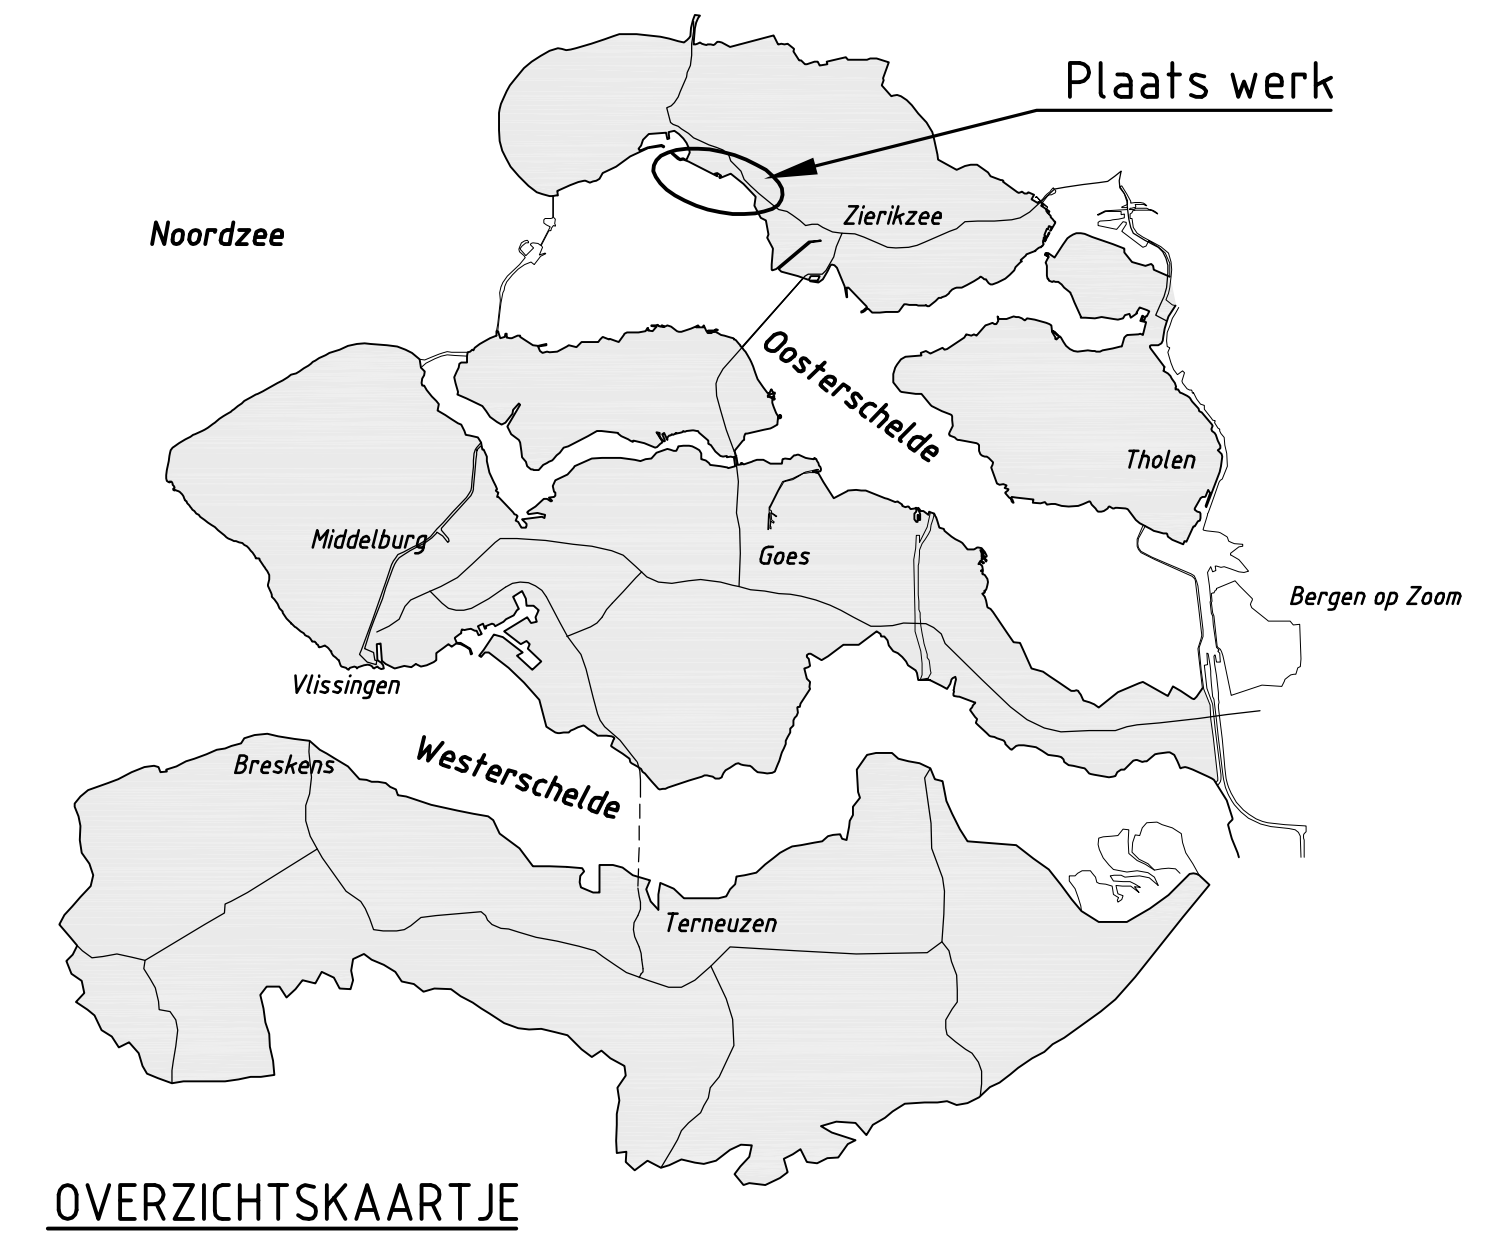 Plaats werk
Noordzee
Zierikzee
Oosterschelde
Tholen
Middelburg
Goes
Bergen op Zoom
Vlissingen
Westerschelde
Breskens
Terneuzen
OVERZICHTSKAARTJE